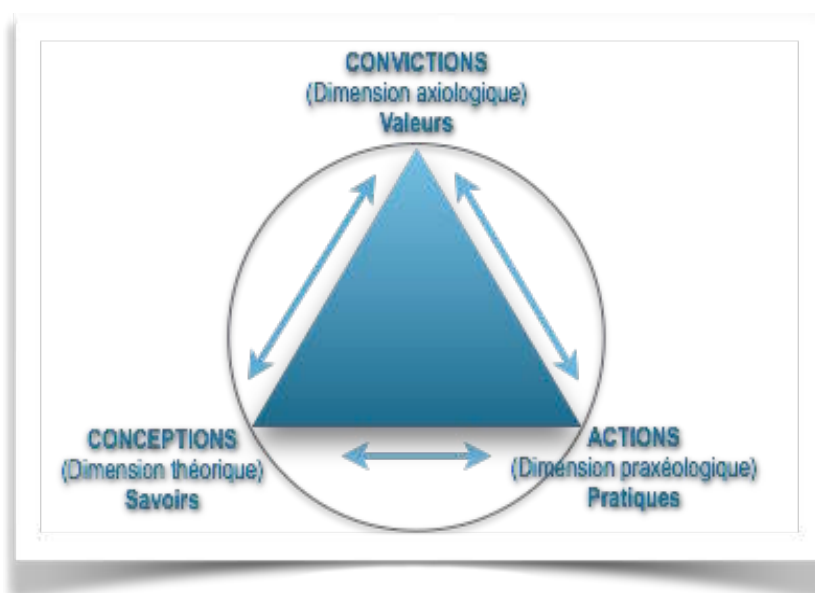 CONVICTIONS
(Dimension axiologique)
Valeurs
CONCEPTIONS
(Dimension théorique)
Savoirs
ACTIONS
(Dimension praxéologique)
Pratiques